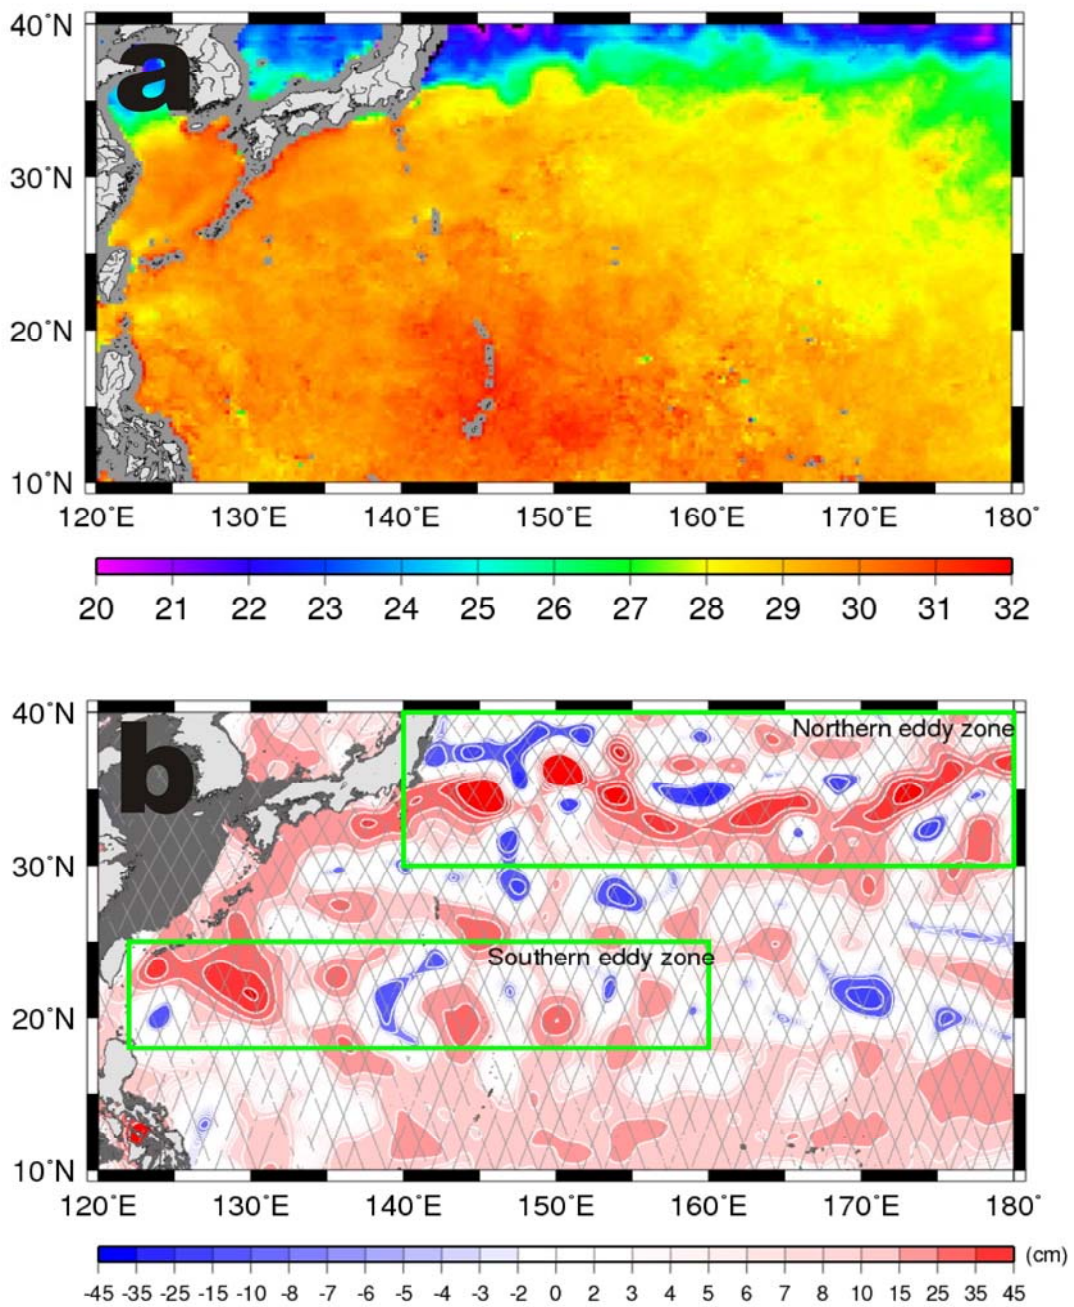 40°N
a
30°N
20°N
10°N
120°E 130°E 140°E 150°E 160°E 170°E 180°
20 21 22 23 24 25 26 27 28 29 30 31 32
40°N
b
Northern eddy zone
30°N
Southern eddy zone
20°N
10°N
120°E 130°E 140°E 150°E 160°E 170°E 180°
(cm)
-45 -35 -25 -15 -10 -8 -7 -6 -5 -4 -3 -2 0 2 3 4 5 6 7 8 10 15 25 35 45